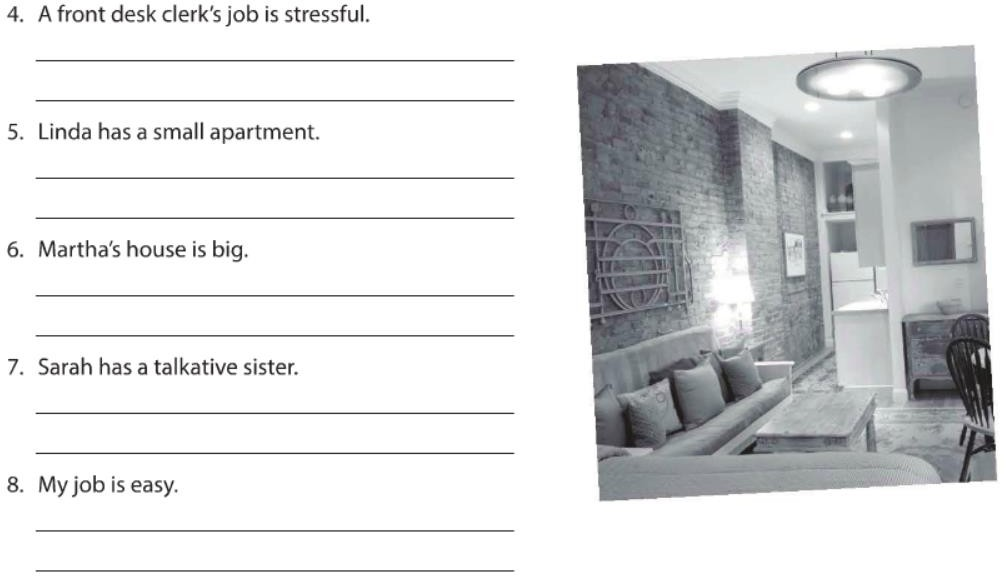 4. A front desk clerk's job is stressful.
5. Linda has a small apartment.
6. Martha's house is big.
7. Sarah has a talkative sister.
8. My job is easy.